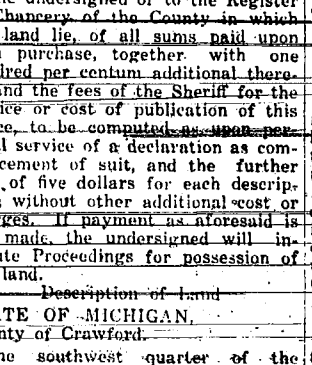 the undersigned or to the Register
Chancery of the County in which
land lie, of all sums paid upon
purchase, together with one
dred per centum additional there-
and the fees of the Sheriff for the
ice or cost of publication of this
ce, to be computed as upon per-
al service of a declaration as com-
cement of suit, and the further
of five dollars for each descrip-
without other additional cost or
rges. If payment as aforesaid is
made, the undersigned will in-
ute Proceedings for possession of
land.
Description of Land
TE OF MICHIGAN,
nty of Crawford.
he southwest quarter of the